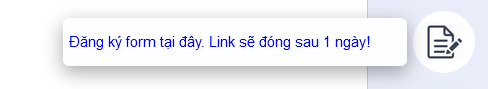 Đăng ký form tại đây. Link sẽ đóng sau 1 ngày!